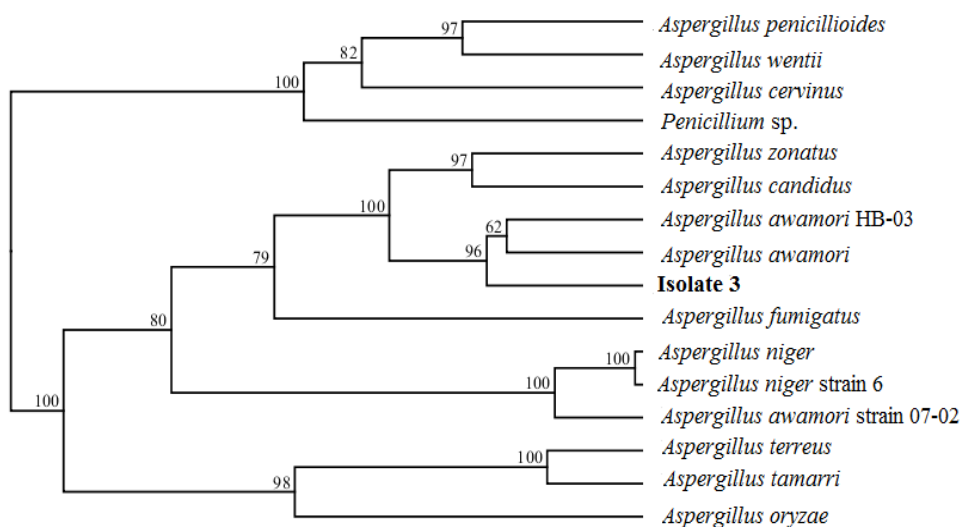 97
Aspergillus penicillioides
82
Aspergillus wentii
100
Aspergillus cervinus
Penicillium sp.
97
Aspergillus zonatus
100
Aspergillus candidus
62
Aspergillus awamori HB-03
96
Aspergillus awamori
79
Isolate 3
80
Aspergillus fumigatus
100
Aspergillus niger
100
Aspergillus niger strain 6
100
Aspergillus awamori strain 07-02
100
Aspergillus terreus
98
Aspergillus tamarri
Aspergillus oryzae